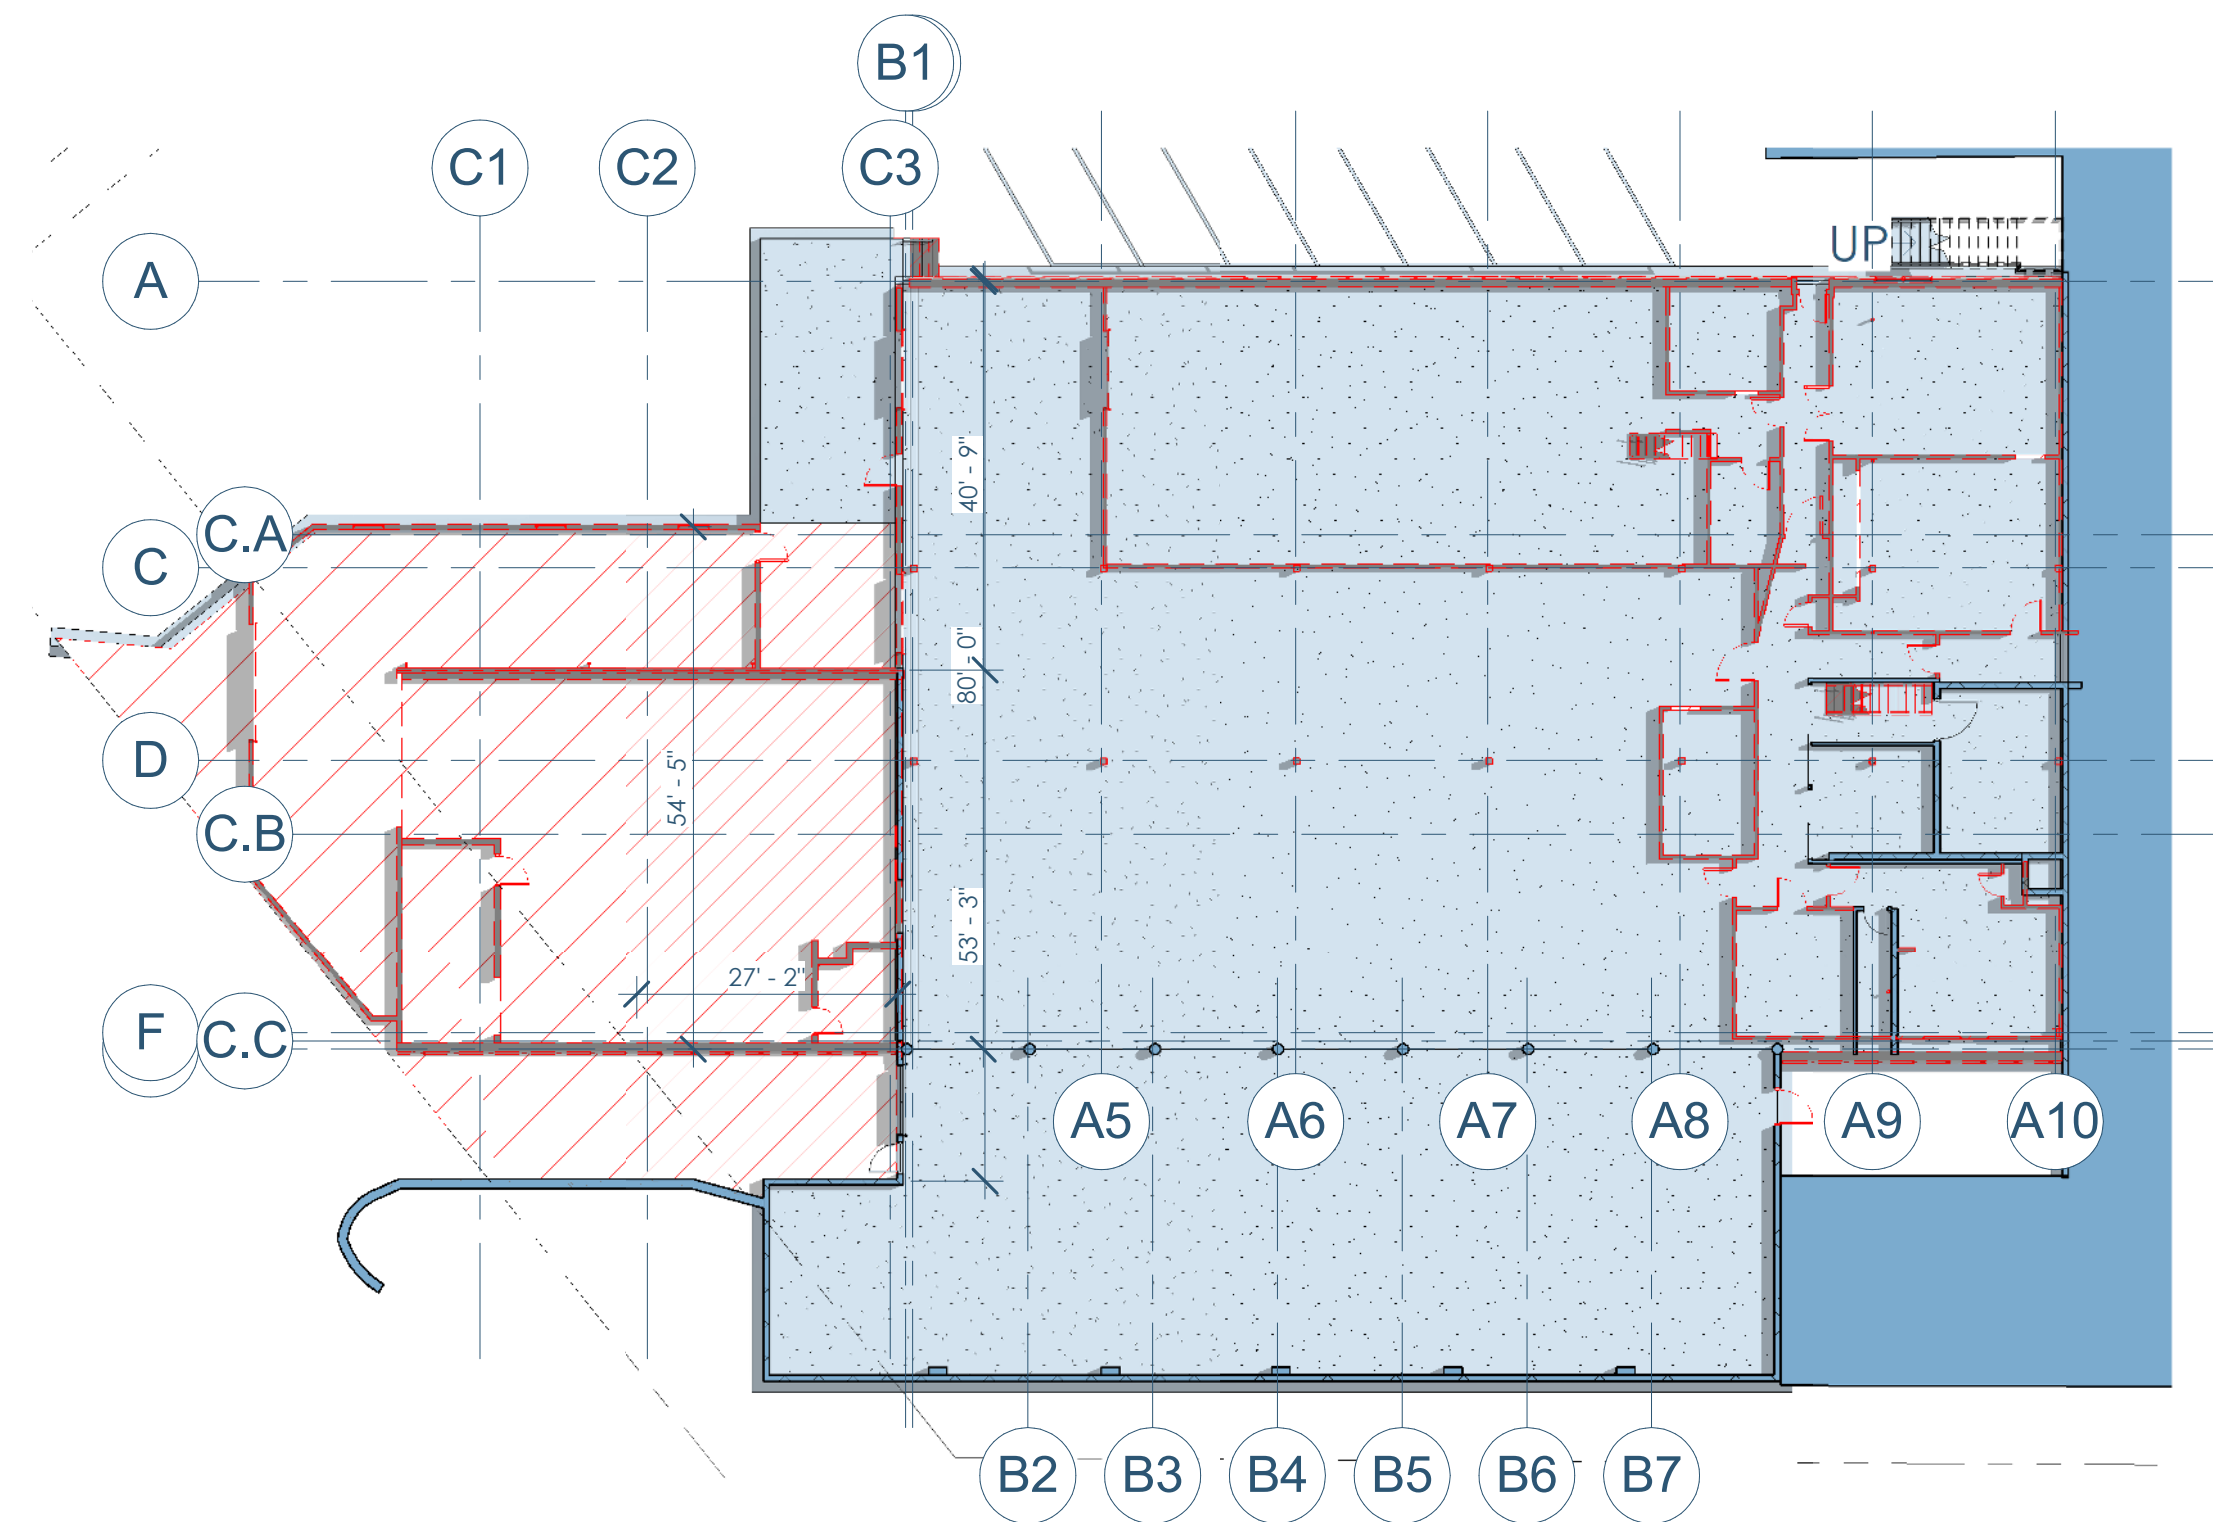 B1
C1
C2
C3
UP
A
C.A
C
40' - 9"
80' - 0"
D
54' - 5"
C.B
53' - 3"
27' - 2"
F
C.C
A5
A6
A7
A8
A9
A10
B2
B3
B4
B5
B6
B7